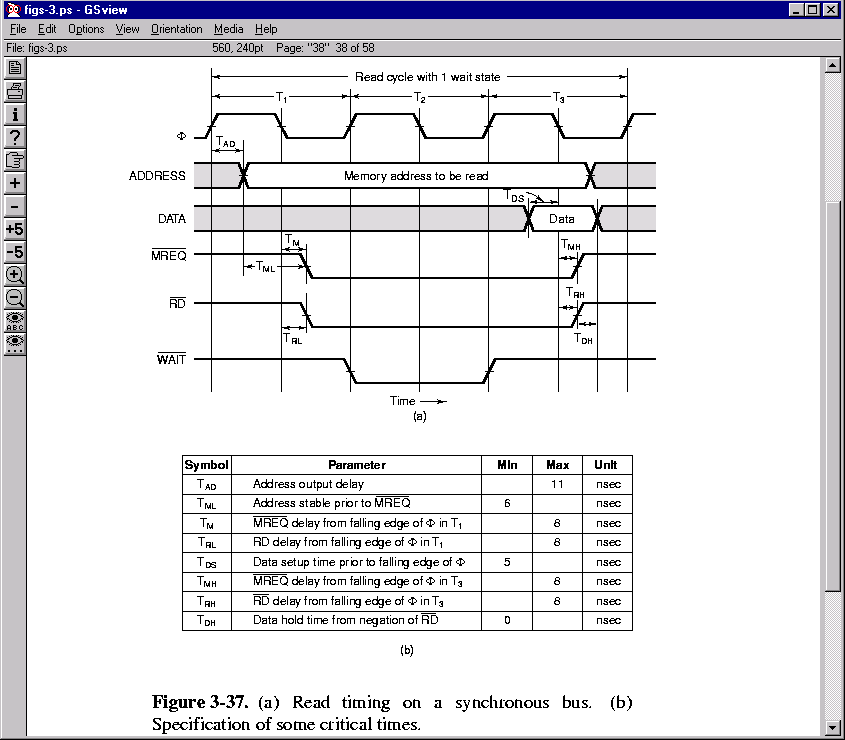 figs-3.ps - GSview
File Edit Options View Orientation Media Help
File: figs-3.ps 560, 240pt Page: "38" 38 of 58
i
?
+
-
+5
-5
ABC
Read cycle with 1 wait state
T1 T2 T3
Φ
TAD
ADDRESS
Memory address to be read
TDS
DATA
Data
MREQ
TM
TMH
TML
RD
TRH
TRL
TDH
WAIT
Time
(a)
Symbol Parameter Min Max Unit
TAD Address output delay 11 nsec
TML Address stable prior to MREQ 6 nsec
TM MREQ delay from falling edge of Φ in T1 8 nsec
TRL RD delay from falling edge of Φ in T1 8 nsec
TDS Data setup time prior to falling edge of Φ 5 nsec
TMH MREQ delay from falling edge of Φ in T3 8 nsec
TRH RD delay from falling edge of Φ in T3 8 nsec
TDH Data hold time from negation of RD 0 nsec
(b)
Figure 3-37. (a) Read timing on a synchronous bus. (b)
Specification of some critical times.